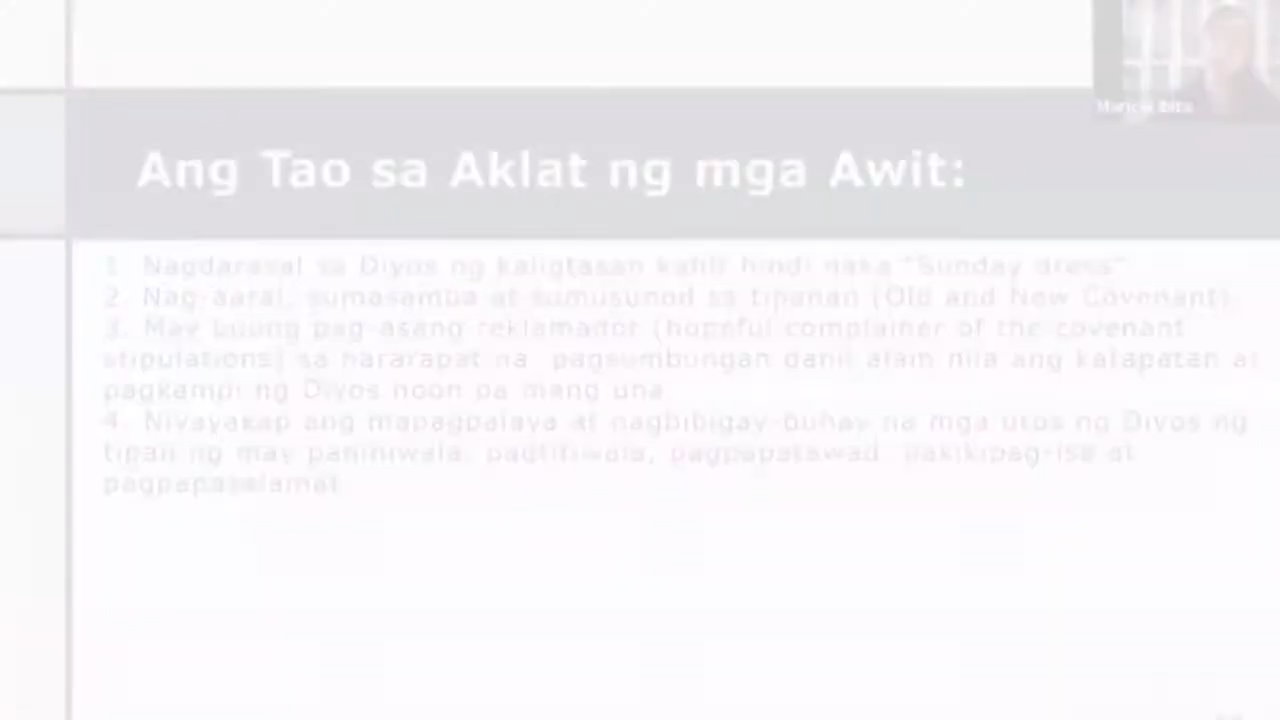 Ang Tao sa Aklat ng mga Awit:
1. Nagdarasal sa Diyos ng kaligtasan kahit hindi naka "Sunday dress"
2. Nag-aaral, sumasamba at sumusunod sa tipanan (Old and New Covenant)
3. May buong pag-asang reklamador (hopeful complainer of the covenant
stipulations) sa nararapat na pagsumbungan dahil alam nila ang katapatan at
pagkampi ng Diyos noon pa mang una
4. Niyayakap ang mapagpalaya at nagbibigay-buhay na mga utos ng Diyos ng
tipan ng may paniniwala, pagtitiwala, pagpapatawad, pakikipag-isa at
pagpapasalamat